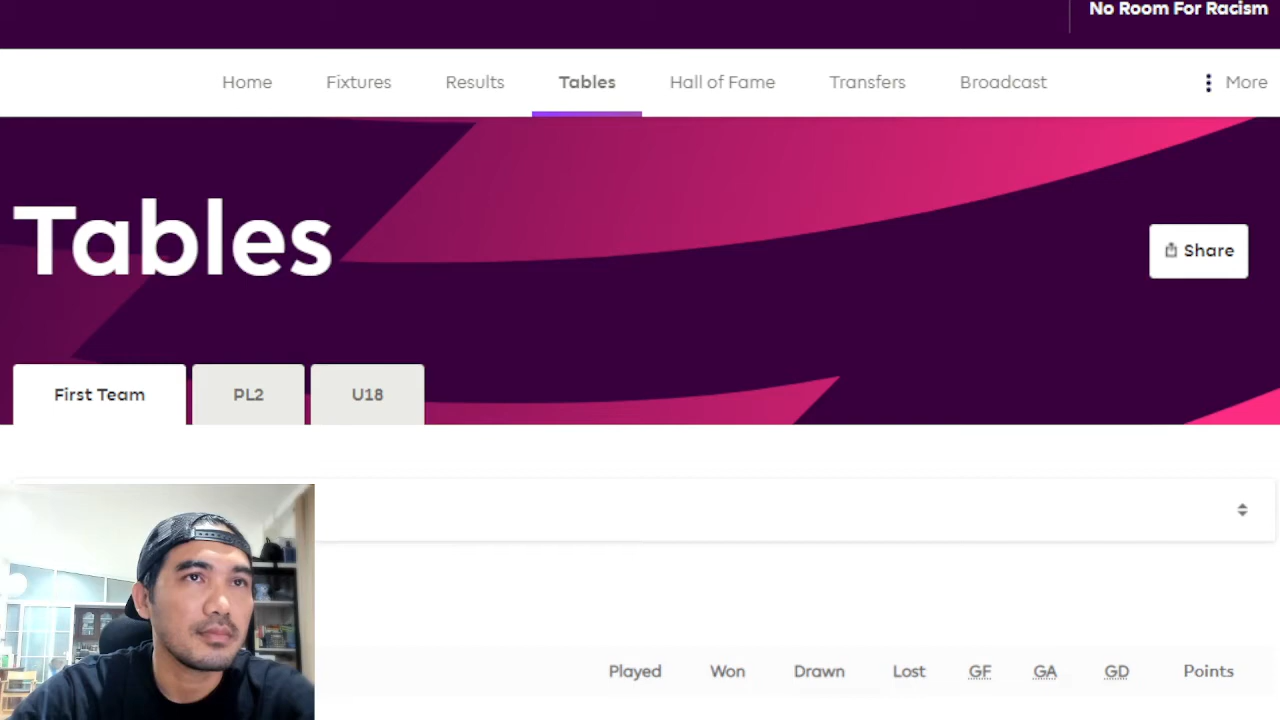 No Room For Racism
Home Fixtures Results Tables Hall of Fame Transfers Broadcast More
Tables
Share
First Team PL2 U18
Played Won Drawn Lost GF GA GD Points